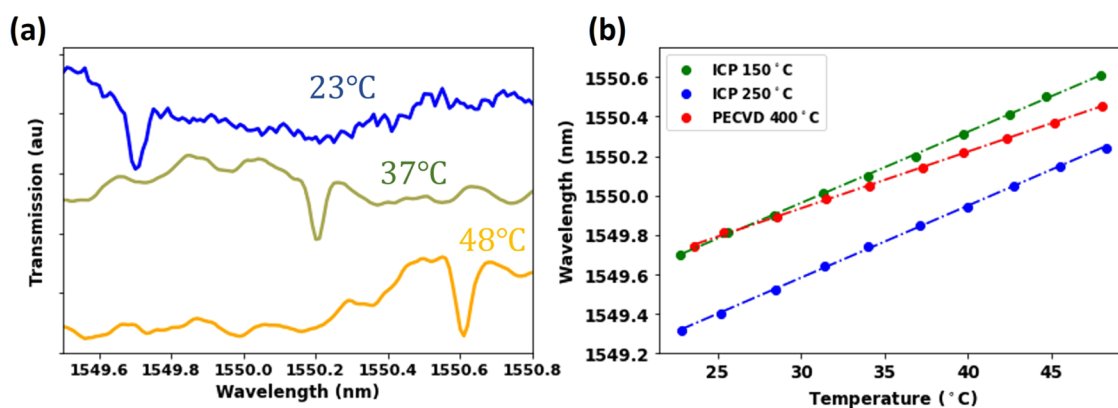 (a)
23°C
37°C
48°C
Transmission (au)
1549.6 1549.8 1550.0 1550.2 1550.4 1550.6 1550.8
Wavelength (nm)
(b)
ICP 150°C
ICP 250°C
PECVD 400°C
Wavelength (nm)
1550.6
1550.4
1550.2
1550.0
1549.8
1549.6
1549.4
1549.2
25 30 35 40 45
Temperature (°C)